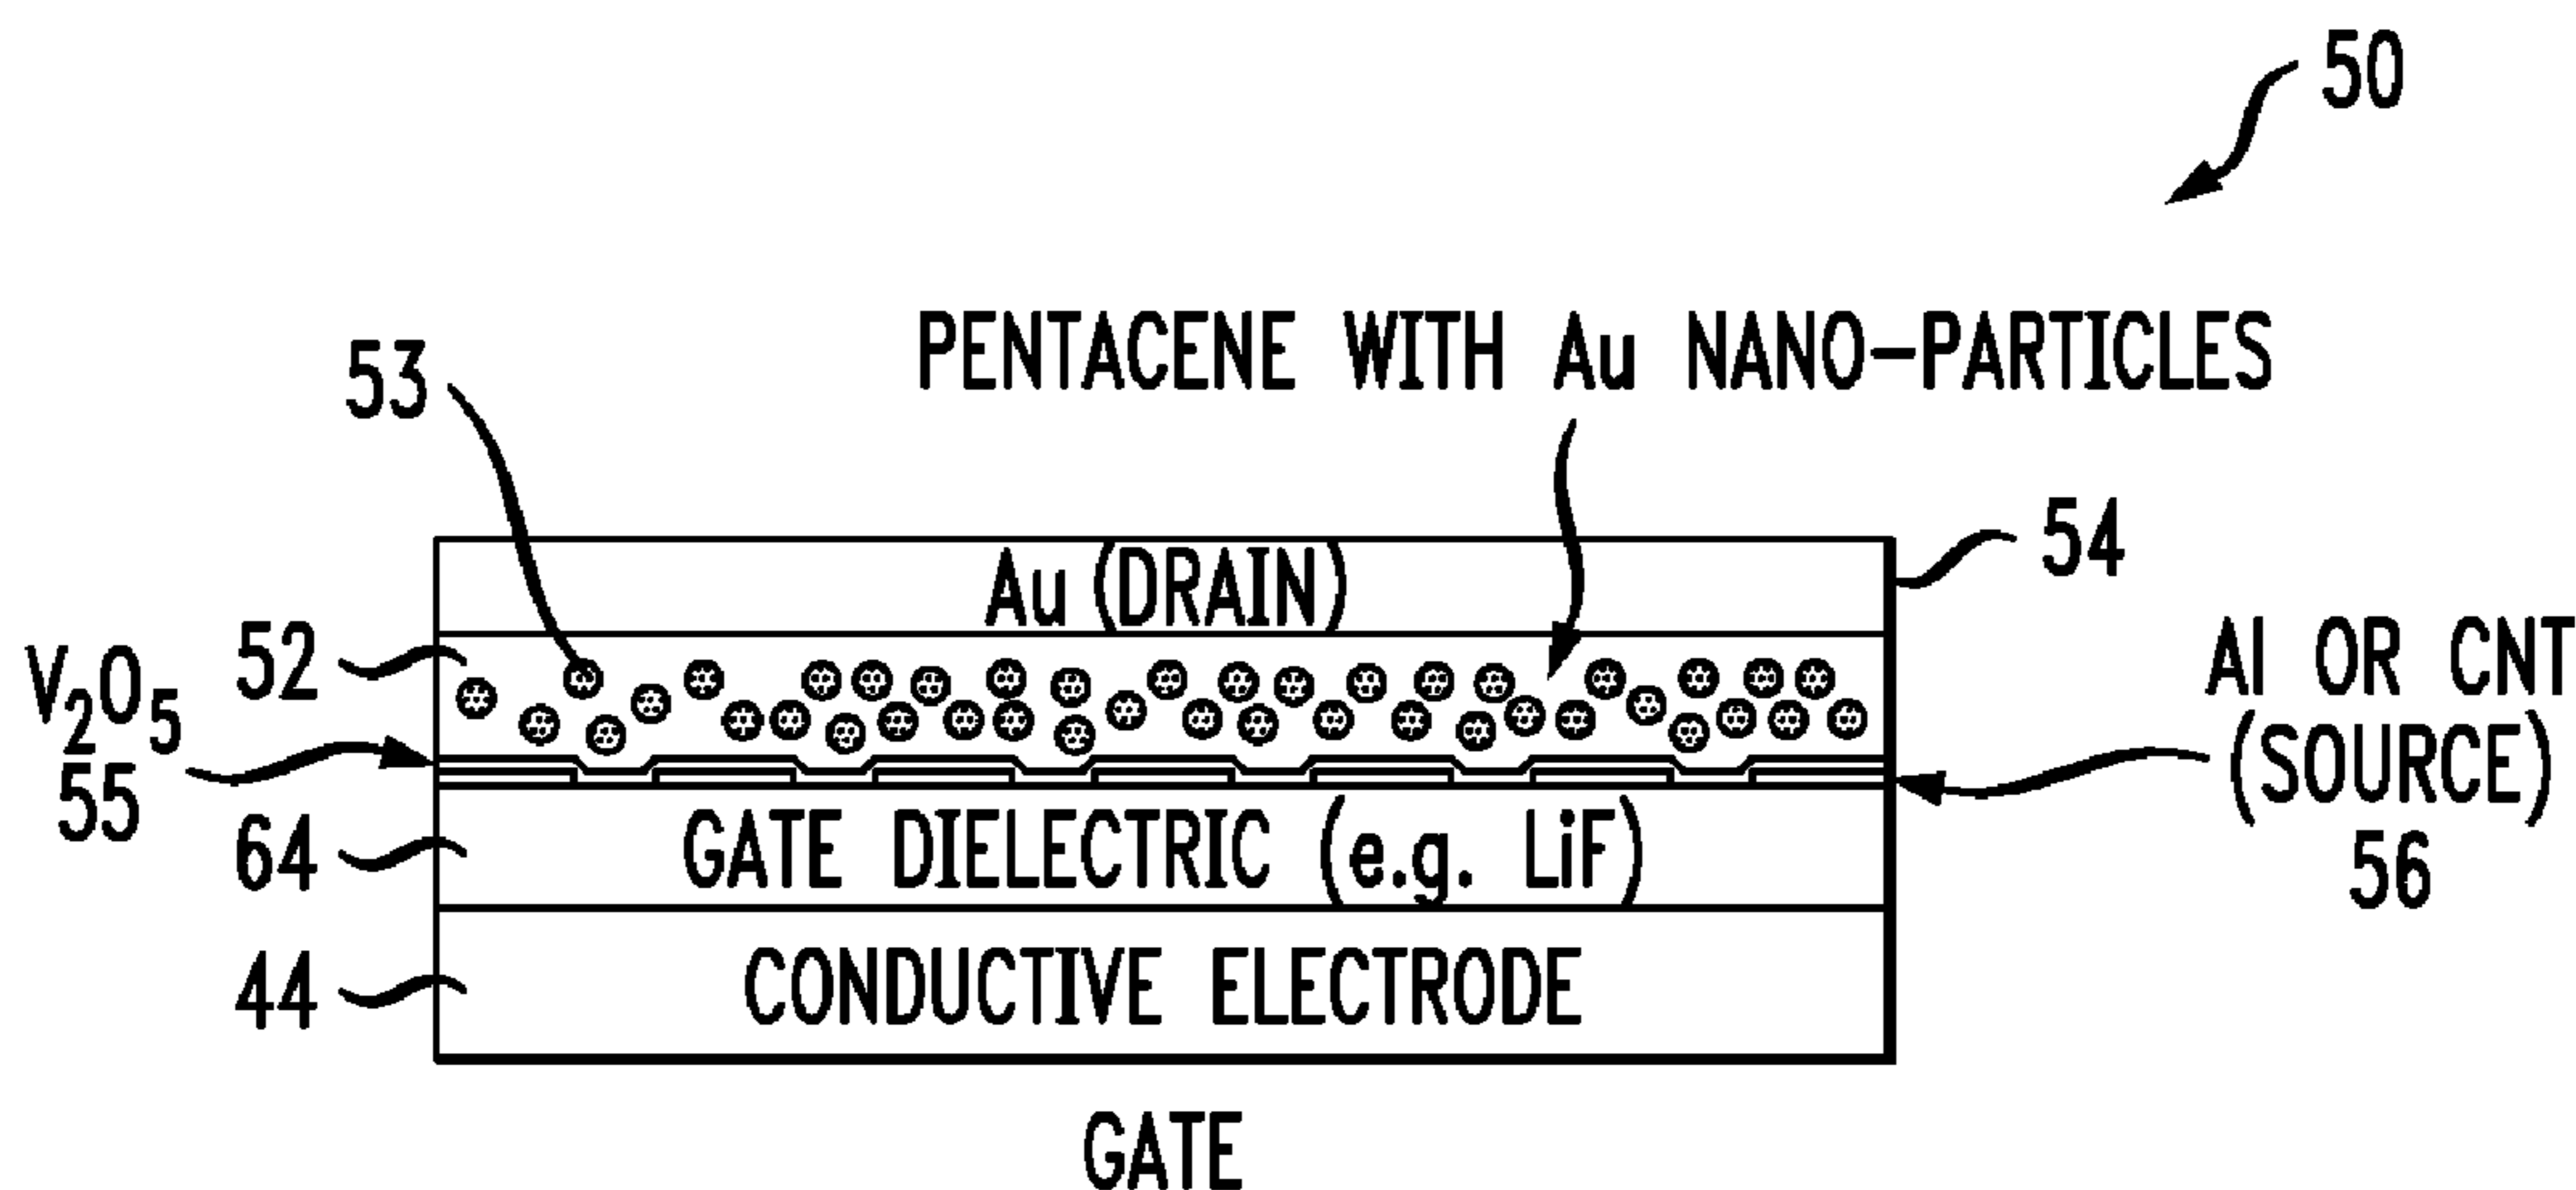 50
PENTACENE WITH Au NANO-PARTICLES
53
54
Au (DRAIN)
52
V2O5
55
Al OR CNT
(SOURCE)
56
64
GATE DIELECTRIC (e.g. LiF)
44
CONDUCTIVE ELECTRODE
GATE